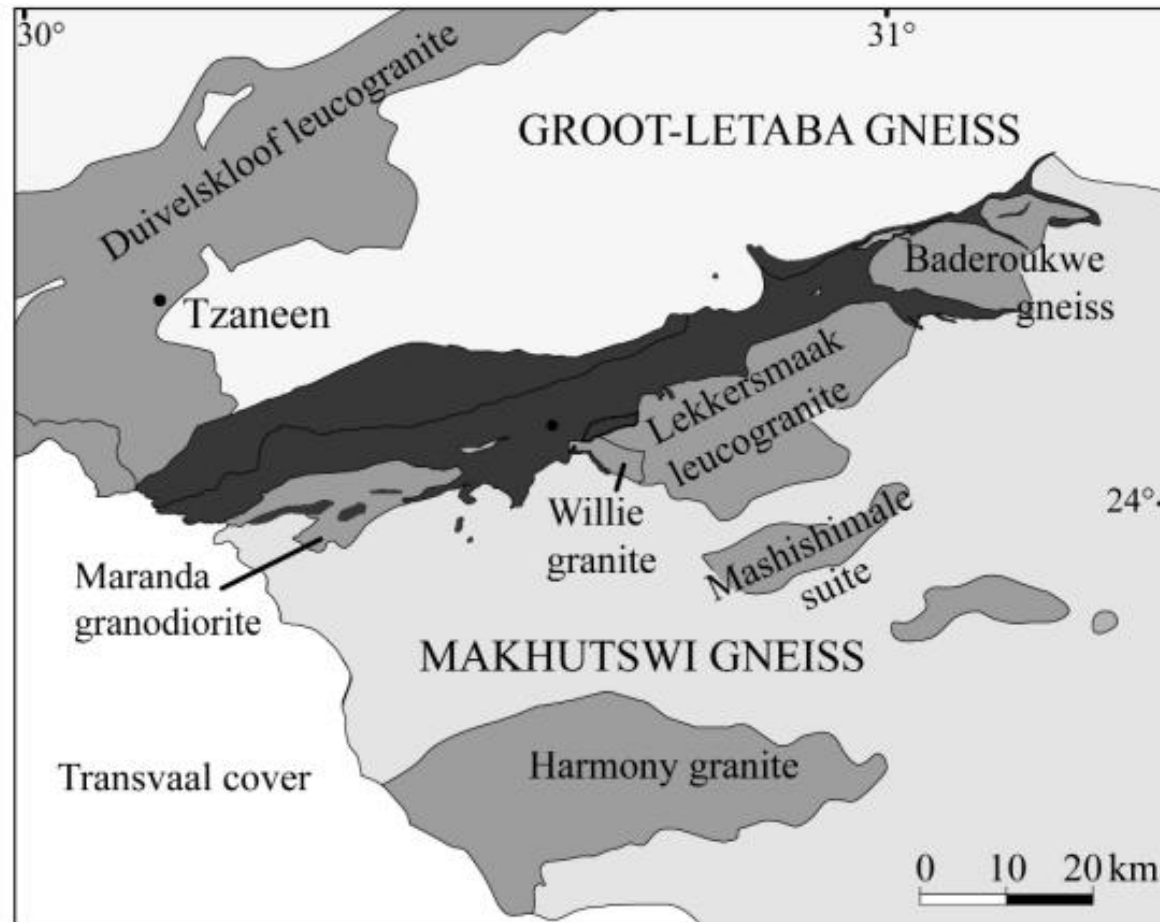 30°
31°
Duivelskloof leucogranite
GROOT-LETABA GNEISS
Baderoukwe
gneiss
Tzaneen
Lekkersmaak
leucogranite
24°
Willie
granite
Mashishimale
suite
Maranda
granodiorite
MAKHUTSWI GNEISS
Transvaal cover
Harmony granite
0 10 20 km